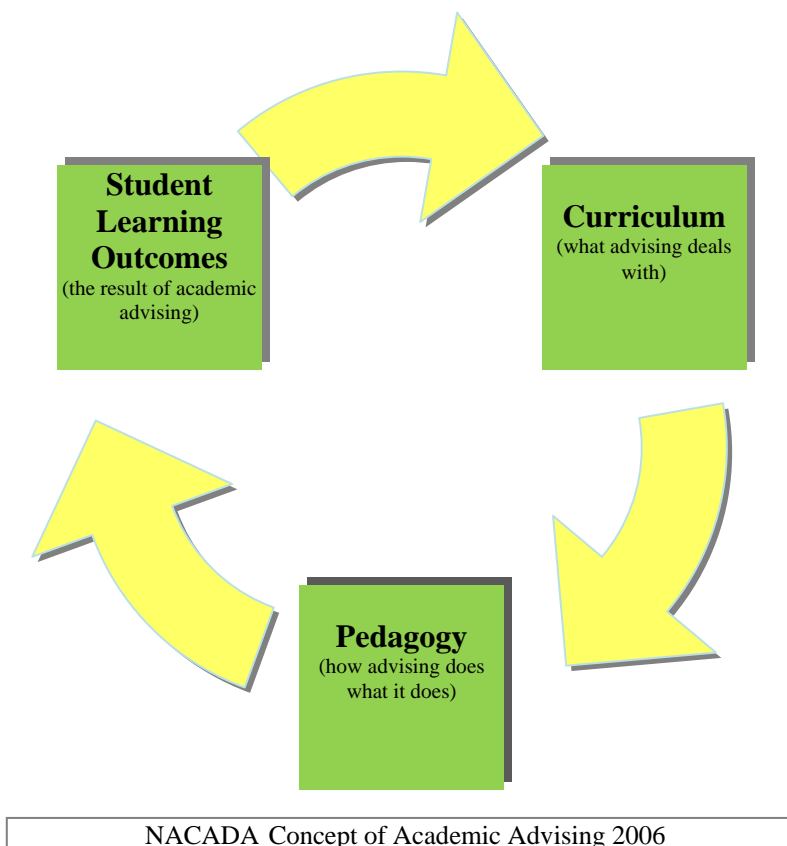 Student
Learning
Outcomes
(the result of academic
advising)
Curriculum
(what advising deals
with)
Pedagogy
(how advising does
what it does)
NACADA Concept of Academic Advising 2006